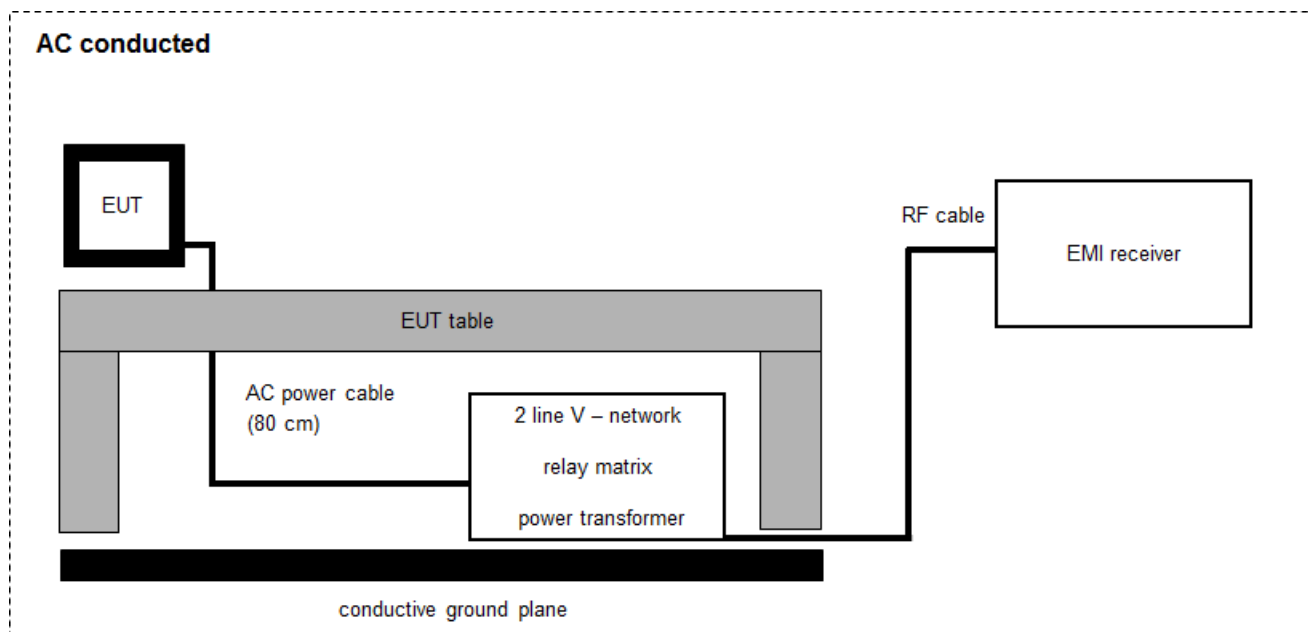 AC conducted
EUT
RF cable
EMI receiver
EUT table
AC power cable
(80 cm)
2 line V – network
relay matrix
power transformer
conductive ground plane